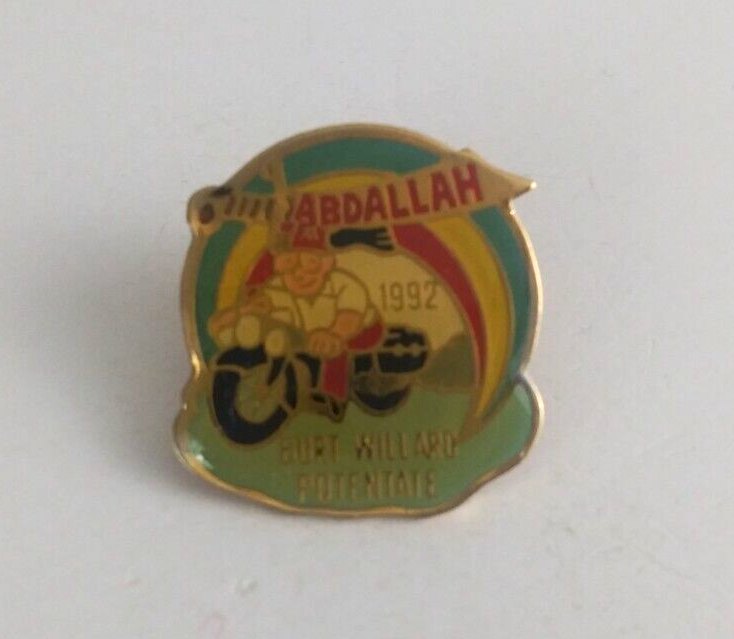 ABDALLAH
1992
BURT WILLARD
POTENTATE